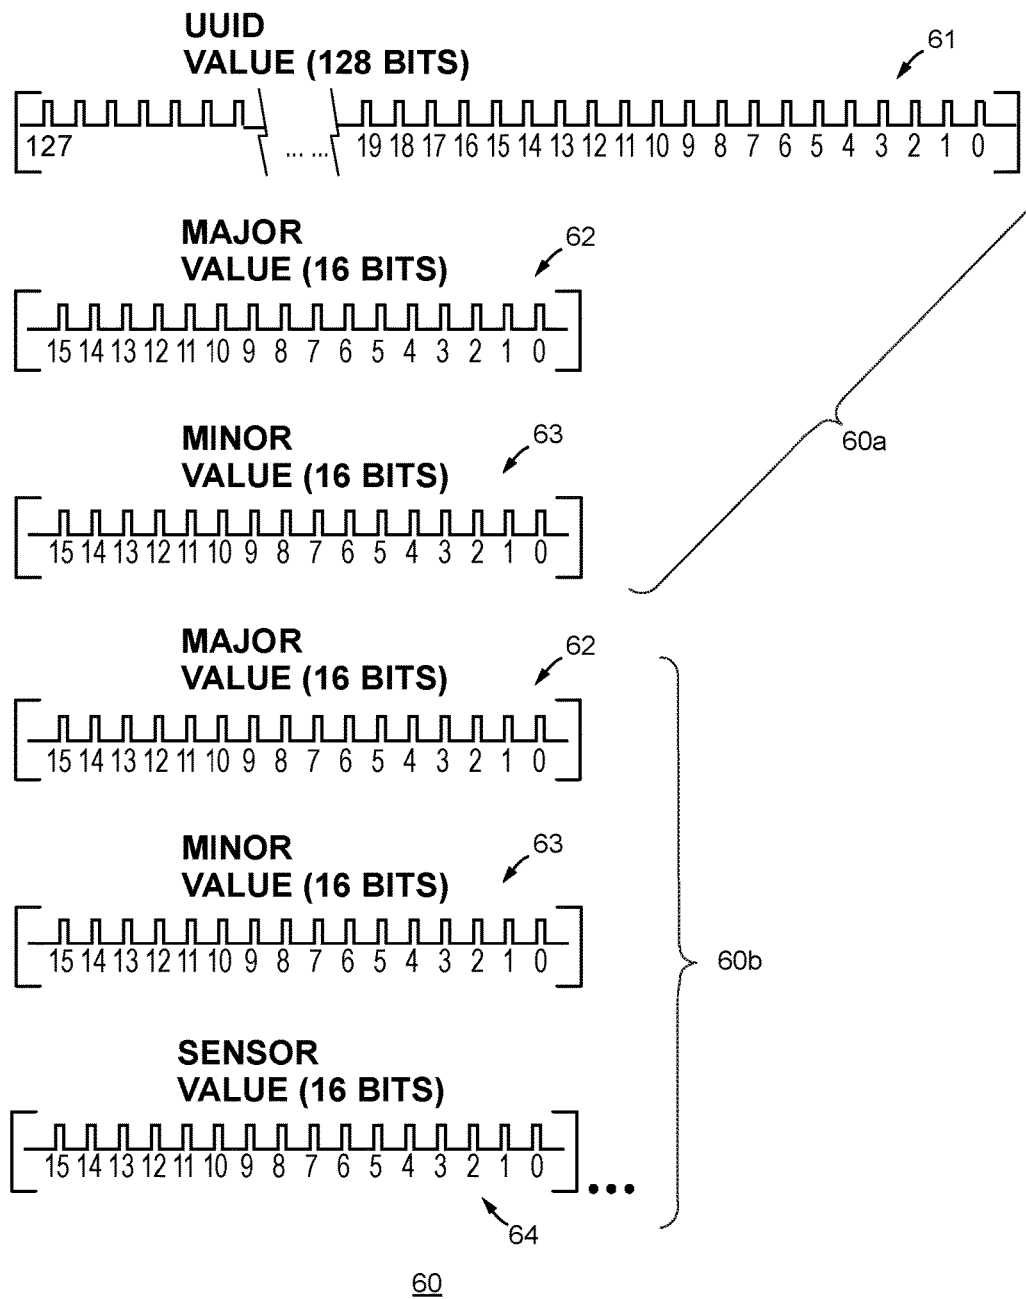 UUID
VALUE (128 BITS)
61
127 ... ... 19 18 17 16 15 14 13 12 11 10 9 8 7 6 5 4 3 2 1 0
MAJOR
VALUE (16 BITS)
62
15 14 13 12 11 10 9 8 7 6 5 4 3 2 1 0
60a
MINOR
VALUE (16 BITS)
63
15 14 13 12 11 10 9 8 7 6 5 4 3 2 1 0
MAJOR
VALUE (16 BITS)
62
15 14 13 12 11 10 9 8 7 6 5 4 3 2 1 0
MINOR
VALUE (16 BITS)
63
15 14 13 12 11 10 9 8 7 6 5 4 3 2 1 0
60b
SENSOR
VALUE (16 BITS)
15 14 13 12 11 10 9 8 7 6 5 4 3 2 1 0 ...
64
60